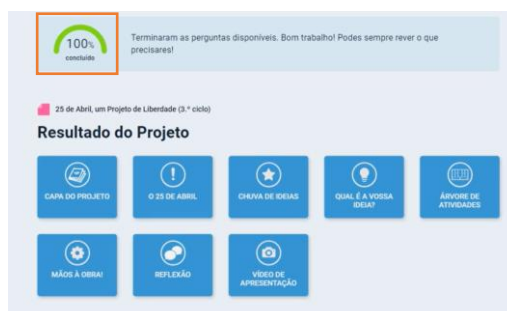 100%
concluído
Terminaram as perguntas disponíveis. Bom trabalho! Podes sempre rever o que
precisares!
25 de Abril, um Projeto de Liberdade (3.º ciclo)
Resultado do Projeto
CAPA DO PROJETO
O 25 DE ABRIL
CHUVA DE IDEIAS
QUAL É A VOSSA
IDEIA?
ÁRVORE DE
ATIVIDADES
MÃOS À OBRA!
REFLEXÃO
VÍDEO DE
APRESENTAÇÃO